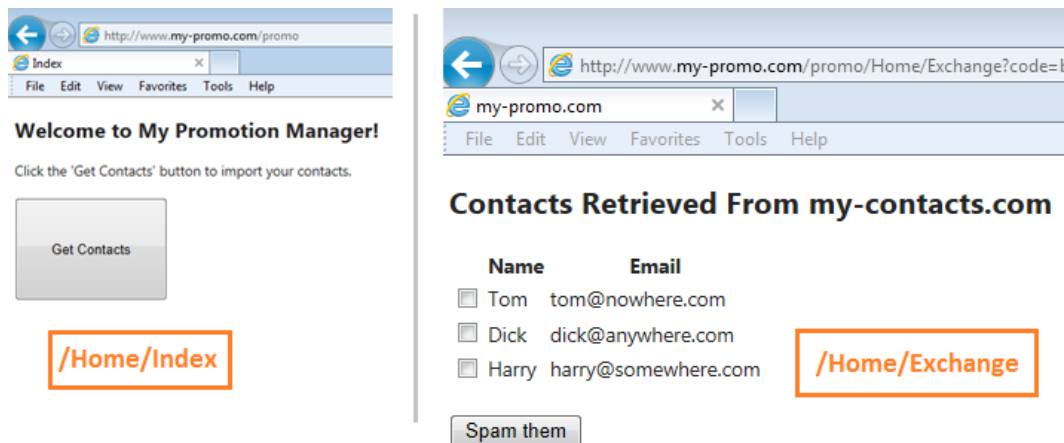 http://www.my-promo.com/promo
Index
File Edit View Favorites Tools Help
Welcome to My Promotion Manager!
Click the 'Get Contacts' button to import your contacts.
Get Contacts
/Home/Index
http://www.my-promo.com/promo/Home/Exchange?code=
my-promo.com
File Edit View Favorites Tools Help
Contacts Retrieved From my-contacts.com
Name Email
Tom tom@nowhere.com
Dick dick@anywhere.com
Harry harry@somewhere.com
/Home/Exchange
Spam them